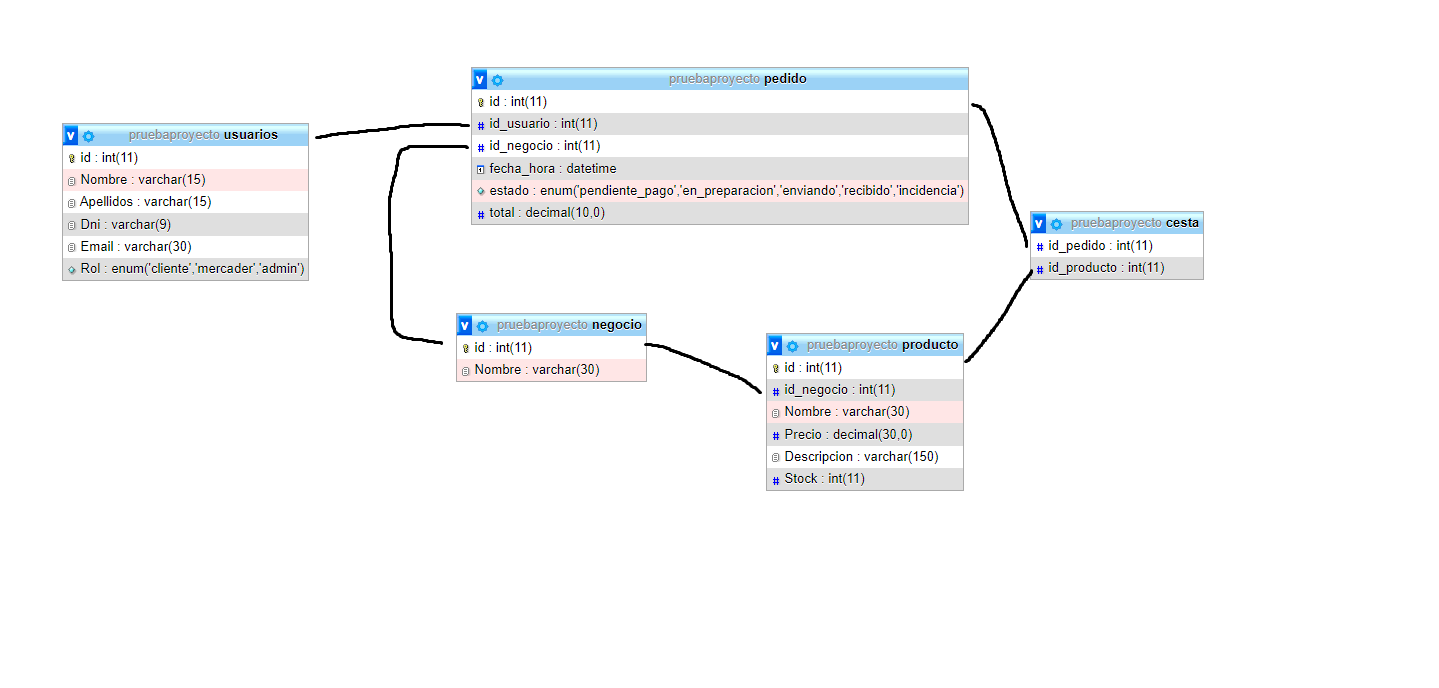 pruebaproyecto usuarios
id : int(11)
Nombre : varchar(15)
Apellidos : varchar(15)
Dni : varchar(9)
Email : varchar(30)
Rol : enum('cliente','mercader','admin')
pruebaproyecto pedido
id : int(11)
id_usuario : int(11)
id_negocio : int(11)
fecha_hora : datetime
estado : enum('pendiente_pago','en_preparacion','enviando','recibido','incidencia')
total : decimal(10,0)
pruebaproyecto negocio
id : int(11)
Nombre : varchar(30)
pruebaproyecto producto
id : int(11)
id_negocio : int(11)
Nombre : varchar(30)
Precio : decimal(30,0)
Descripcion : varchar(150)
Stock : int(11)
pruebaproyecto cesta
id_pedido : int(11)
id_producto : int(11)